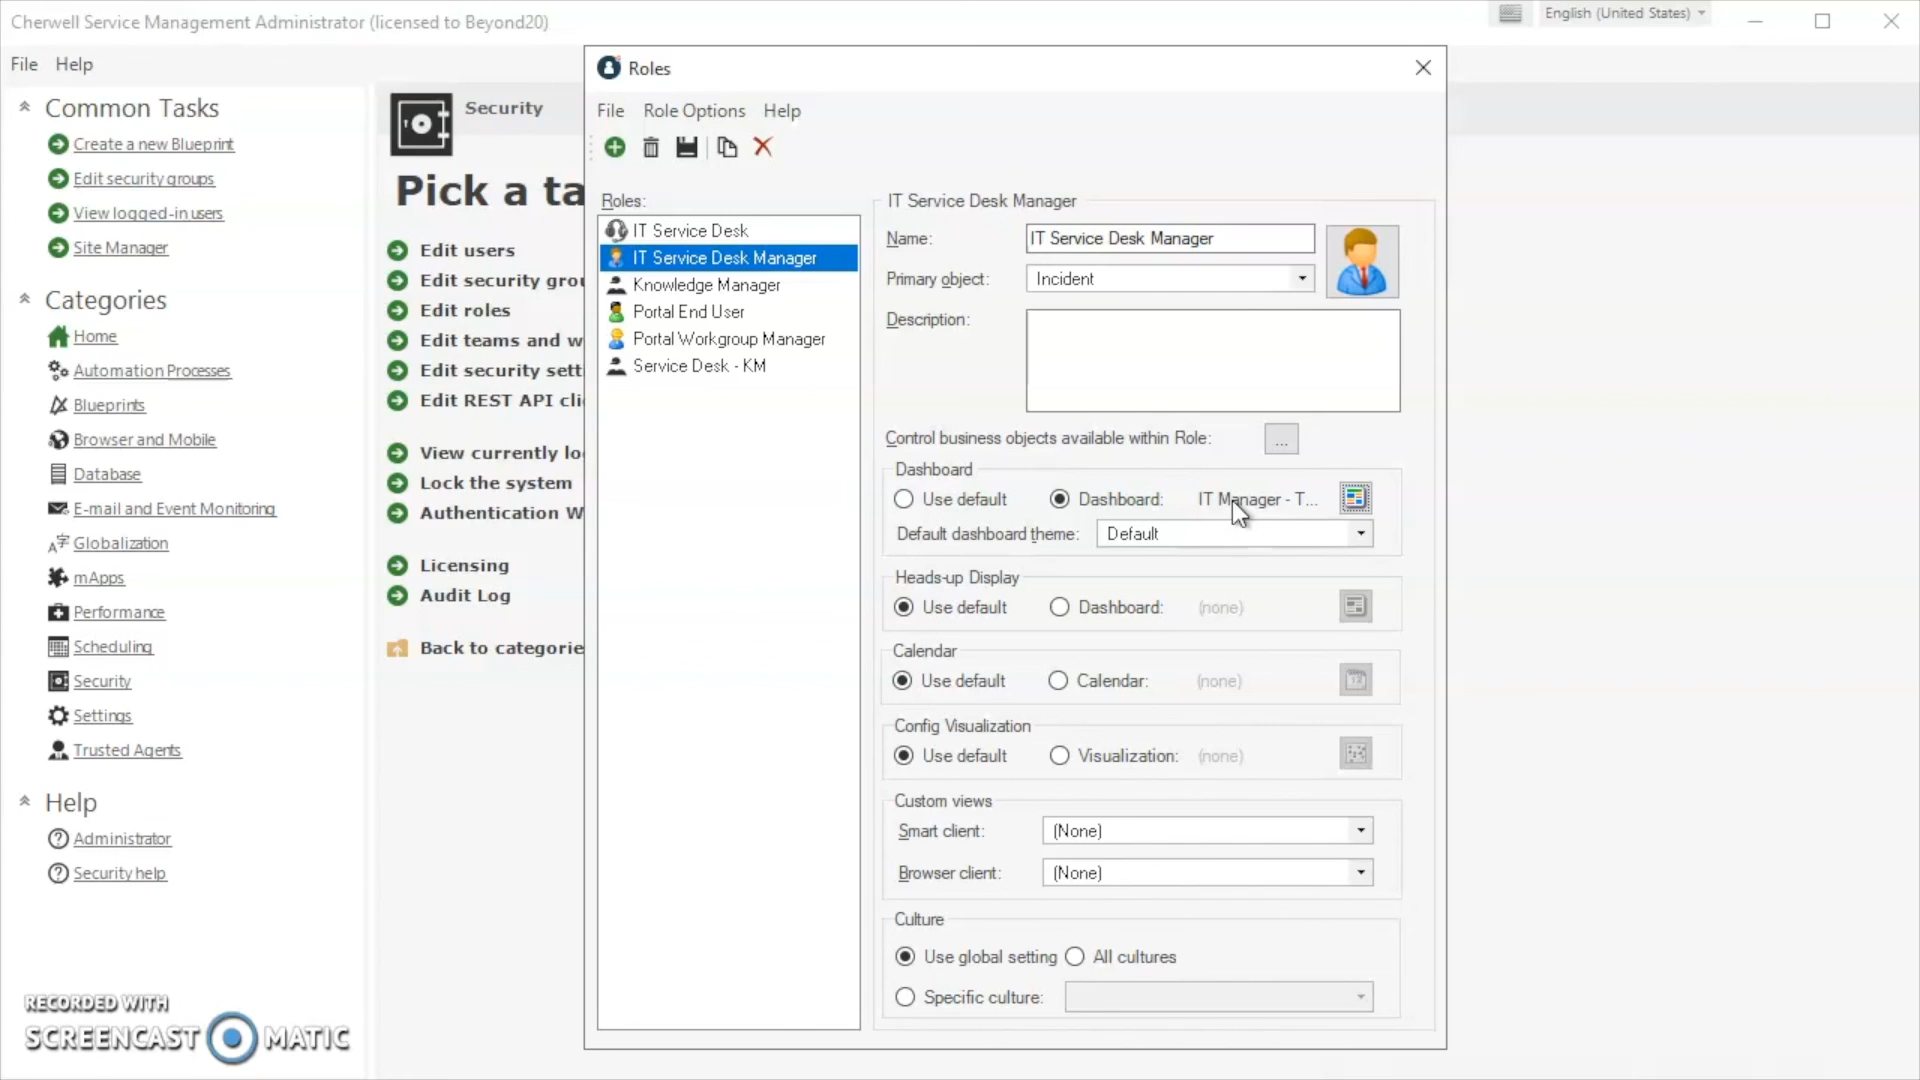 Cherwell Service Management Administrator (licensed to Beyond20)
English (United States)
File Help
Common Tasks
Create a new Blueprint
Edit security groups
View logged-in users
Site Manager
Categories
Home
Automation Processes
Blueprints
Browser and Mobile
Database
E-mail and Event Monitoring
Globalization
mApps
Performance
Scheduling
Security
Settings
Trusted Agents
Help
Administrator
Security help
RECORDED WITH
SCREENCAST MATIC
Security
Pick a ta
Edit users
Edit security grou
Edit roles
Edit teams and w
Edit security sett
Edit REST API cli
View currently lo
Lock the system
Authentication W
Licensing
Audit Log
Back to categorie
Roles
File Role Options Help
Roles:
IT Service Desk
IT Service Desk Manager
Knowledge Manager
Portal End User
Portal Workgroup Manager
Service Desk - KM
IT Service Desk Manager
Name: IT Service Desk Manager
Primary object: Incident
Description:
Control business objects available within Role: ...
Dashboard
Use default Dashboard: IT Manager - T...
Default dashboard theme: Default
Heads-up Display
Use default Dashboard: (none)
Calendar
Use default Calendar: (none)
Config Visualization
Use default Visualization: (none)
Custom views
Smart client: (None)
Browser client: (None)
Culture
Use global setting All cultures
Specific culture: